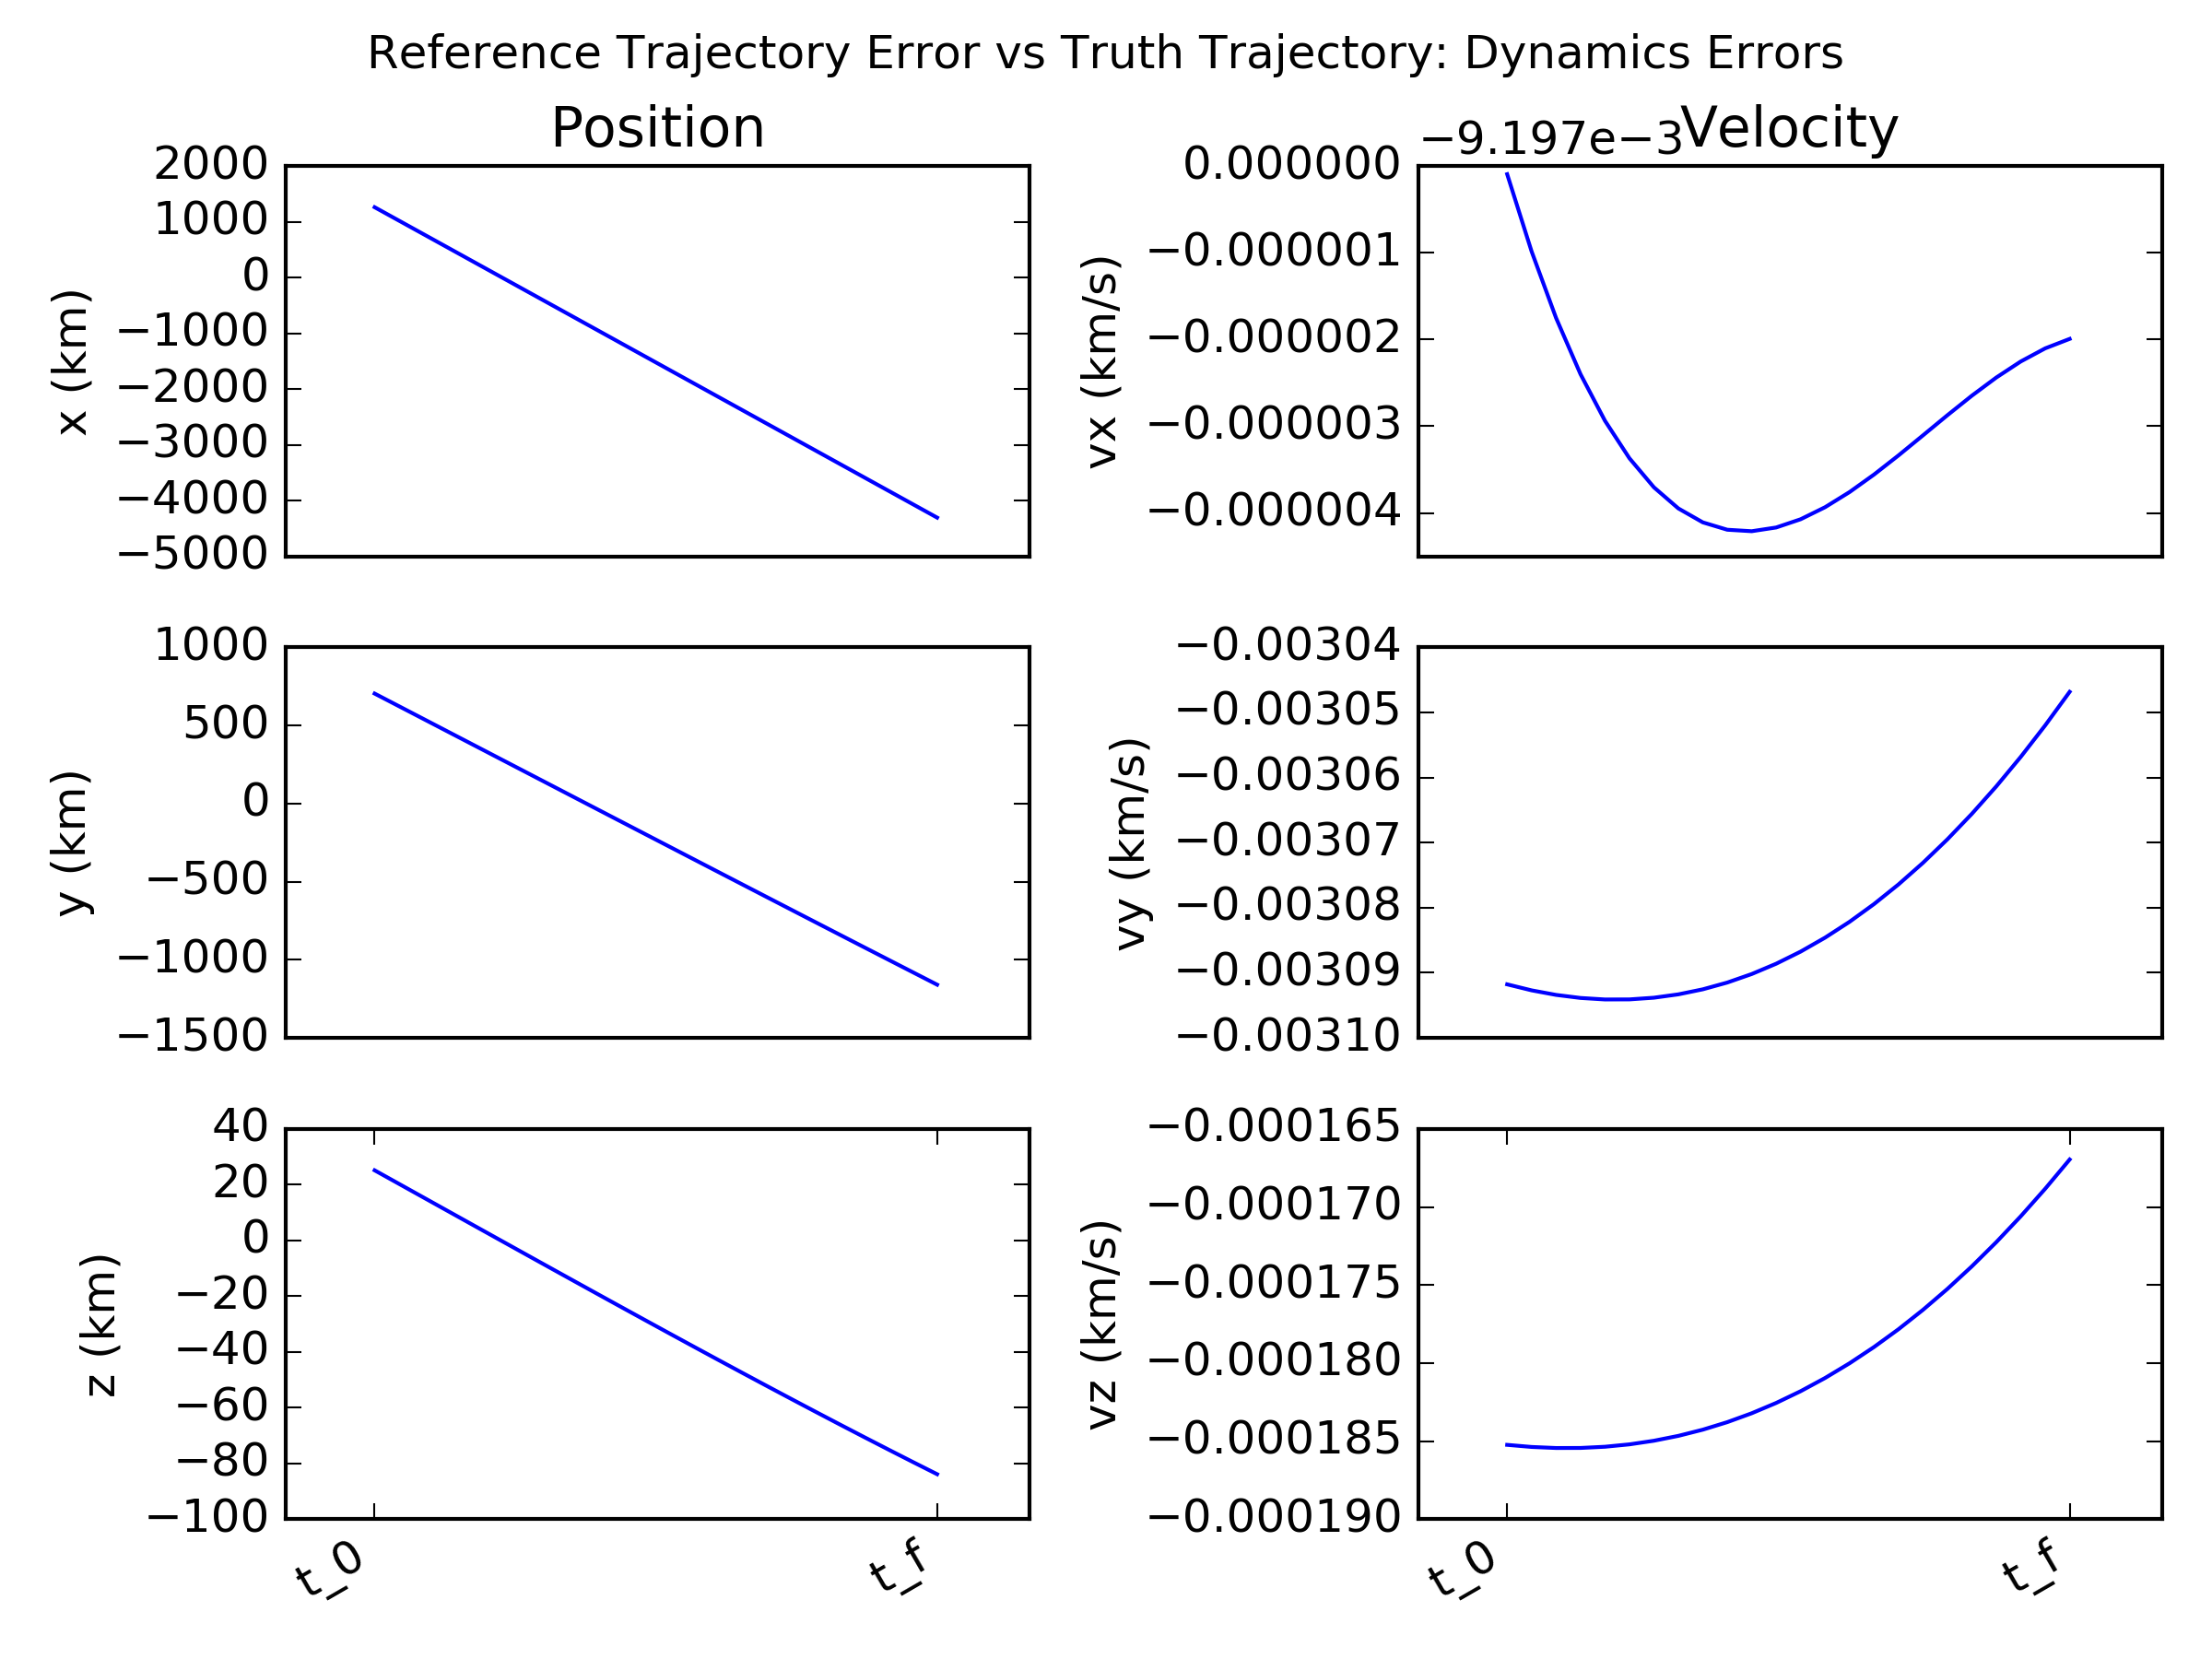 Reference Trajectory Error vs Truth Trajectory: Dynamics Errors
Position
−9.197e−3
Velocity
x (km)
2000
1000
0
−1000
−2000
−3000
−4000
−5000
vx (km/s)
0.000000
−0.000001
−0.000002
−0.000003
−0.000004
y (km)
1000
500
0
−500
−1000
−1500
vy (km/s)
−0.00304
−0.00305
−0.00306
−0.00307
−0.00308
−0.00309
−0.00310
z (km)
40
20
0
−20
−40
−60
−80
−100
vz (km/s)
−0.000165
−0.000170
−0.000175
−0.000180
−0.000185
−0.000190
t_0
t_f
t_0
t_f